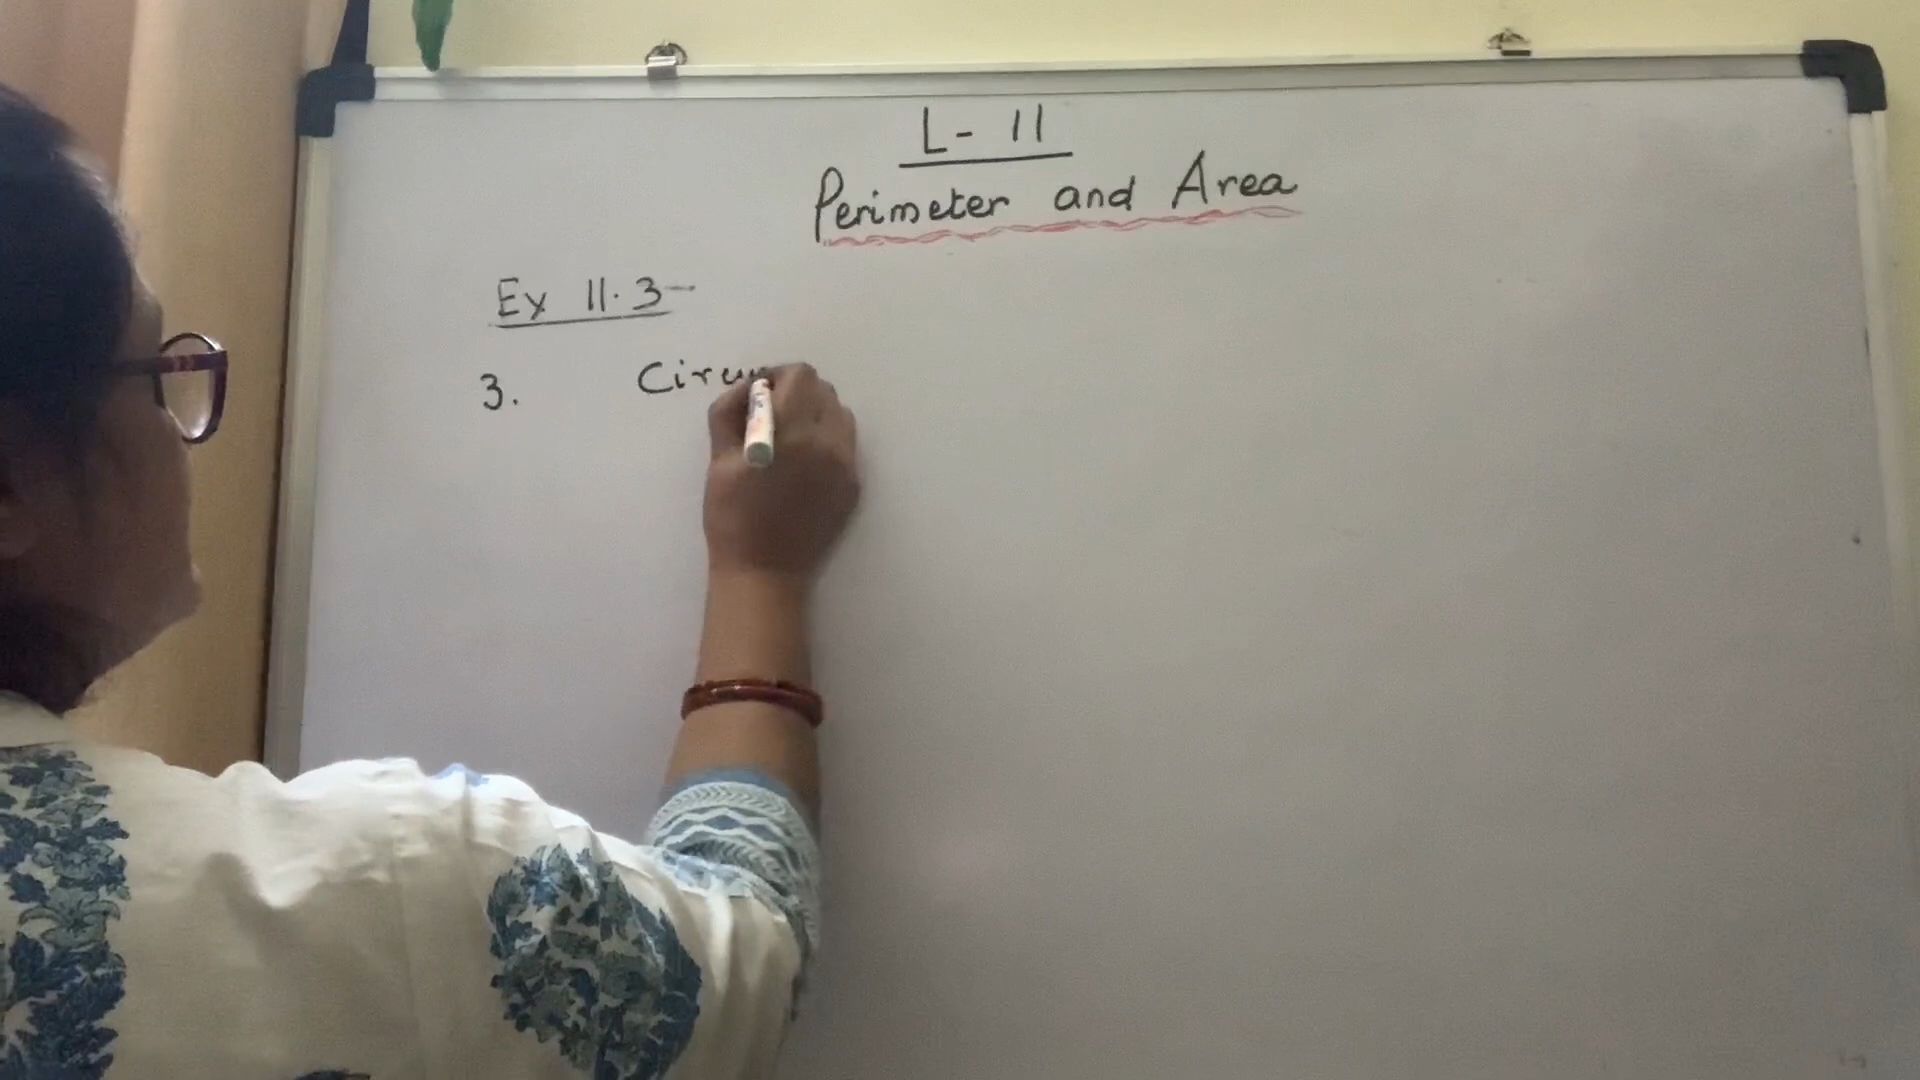 L- 11
Perimeter and Area
Ex 11.3-
3.